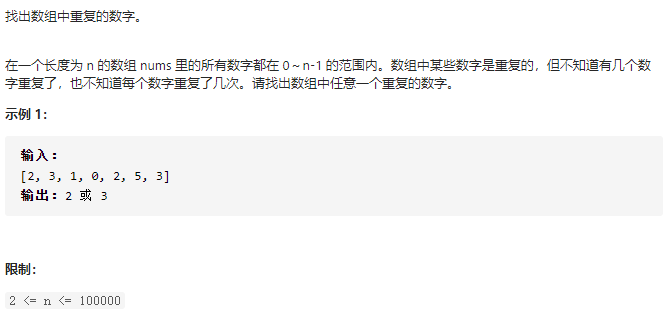 找出数组中重复的数字。
在一个长度为 n 的数组 nums 里的所有数字都在 0～n-1 的范围内。数组中某些数字是重复的，但不知道有几个数
字重复了，也不知道每个数字重复了几次。请找出数组中任意一个重复的数字。
示例 1：
输入：
[2, 3, 1, 0, 2, 5, 3]
输出：2 或 3
限制：
2 <= n <= 100000